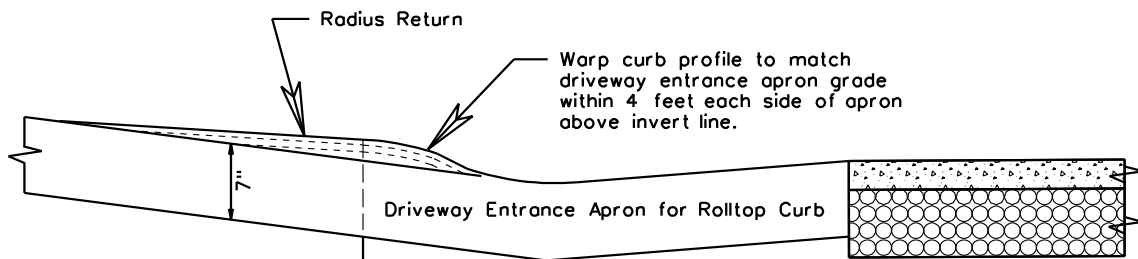 Radius Return
Warp curb profile to match
driveway entrance apron grade
within 4 feet each side of apron
above invert line.
7"
Driveway Entrance Apron for Rolltop Curb